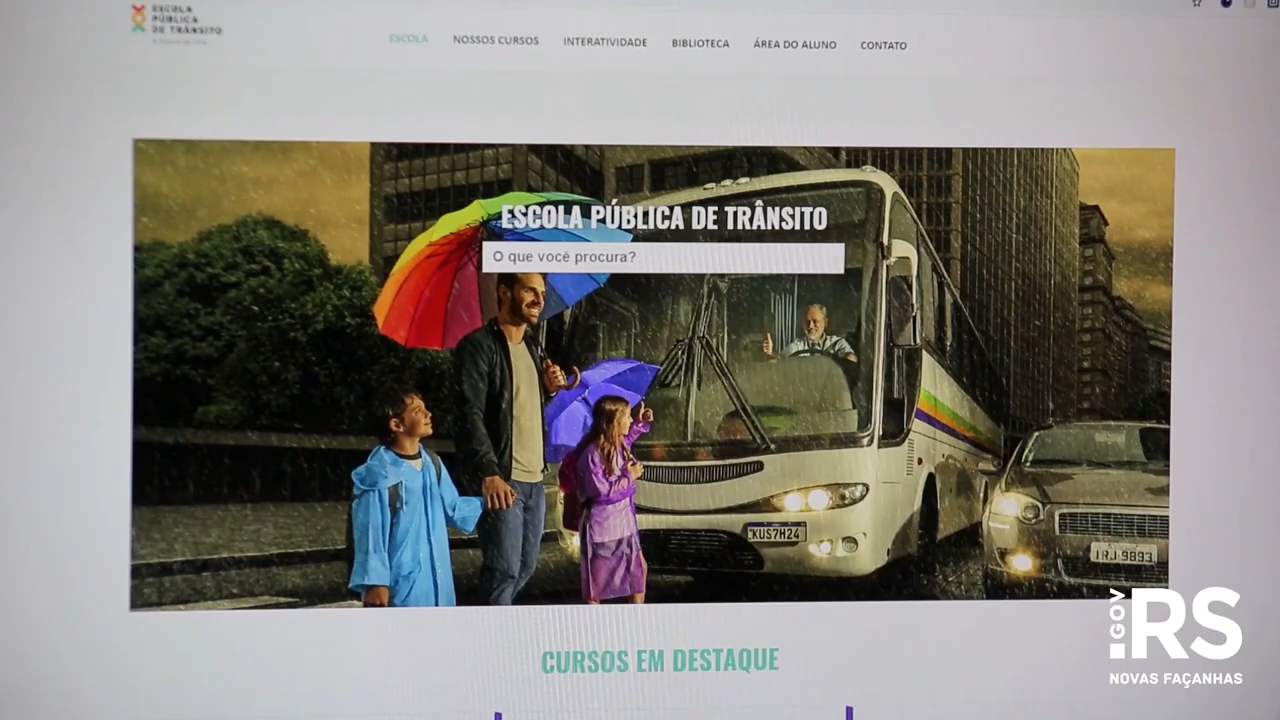 ESCOLA
PÚBLICA
DE TRÂNSITO
ESCOLA
NOSSOS CURSOS
INTERATIVIDADE
BIBLIOTECA
ÁREA DO ALUNO
CONTATO
ESCOLA PÚBLICA DE TRÂNSITO
O que você procura?
KUS7H24
IRJ 9893
CURSOS EM DESTAQUE
.GOV
RS
NOVAS FAÇANHAS